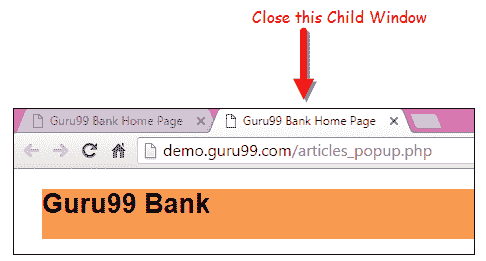 Close this Child Window
Guru99 Bank Home Page
Guru99 Bank Home Page
demo.guru99.com/articles_popup.php
Guru99 Bank